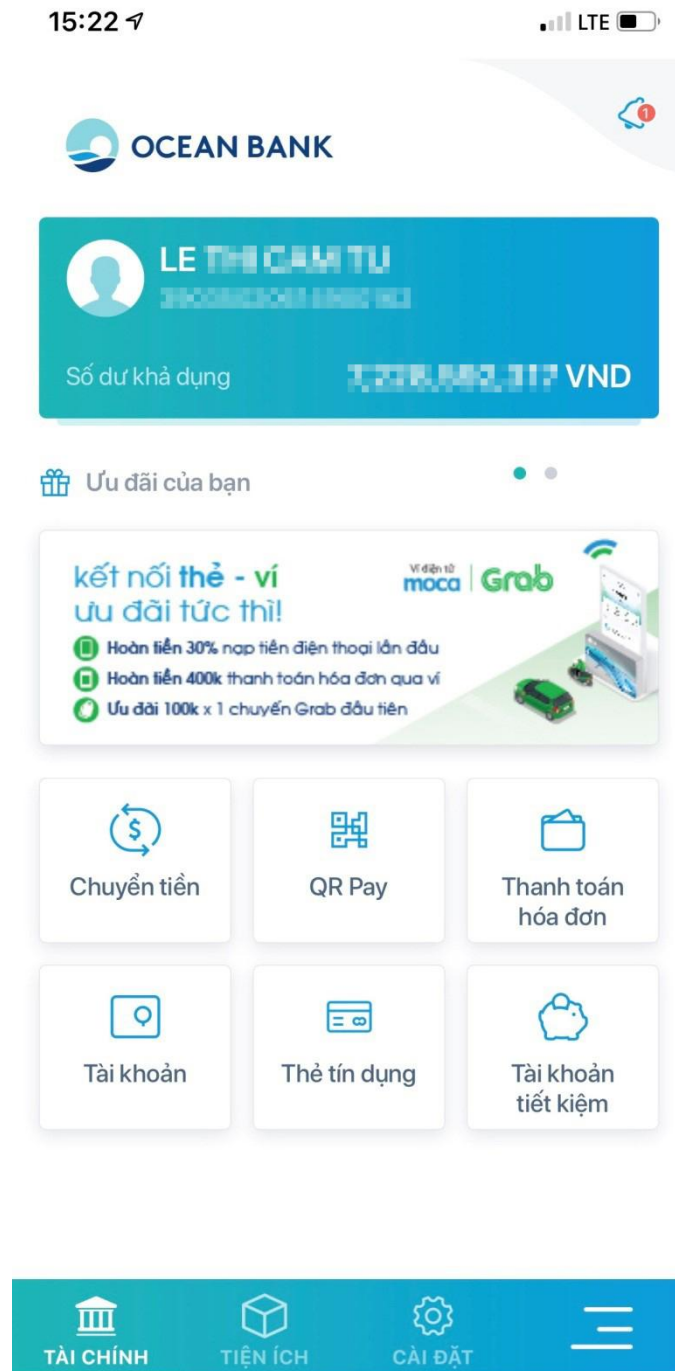 15:22
LTE
1
OCEAN BANK
LE
Số dư khả dụng
VND
Ưu đãi của bạn
kết nối thẻ - ví
ưu đãi tức thì!
Ví điện tử
moca
Grab
Hoàn tiền 30% nạp tiền điện thoại lần đầu
Hoàn tiền 400k thanh toán hóa đơn qua ví
Ưu đãi 100k x 1 chuyến Grab đầu tiên
Chuyển tiền
QR Pay
Thanh toán
hóa đơn
Tài khoản
Thẻ tín dụng
Tài khoản
tiết kiệm
TÀI CHÍNH
TIỆN ÍCH
CÀI ĐẶT